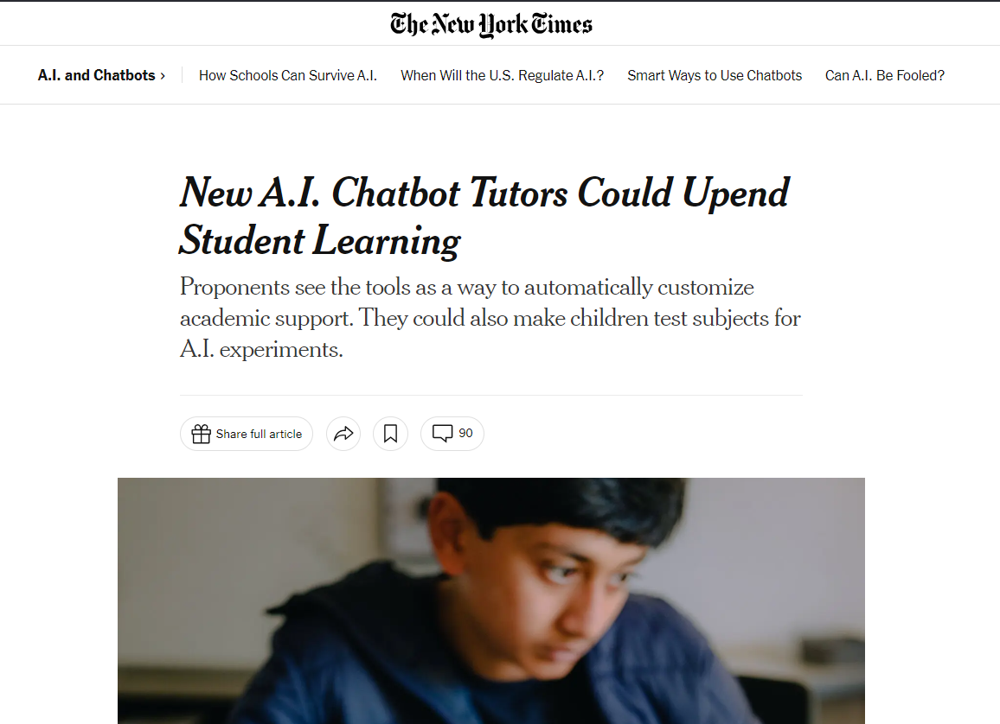 The New York Times
A.I. and Chatbots › How Schools Can Survive A.I. When Will the U.S. Regulate A.I.? Smart Ways to Use Chatbots Can A.I. Be Fooled?
New A.I. Chatbot Tutors Could Upend
Student Learning
Proponents see the tools as a way to automatically customize
academic support. They could also make children test subjects for
A.I. experiments.
Share full article 90